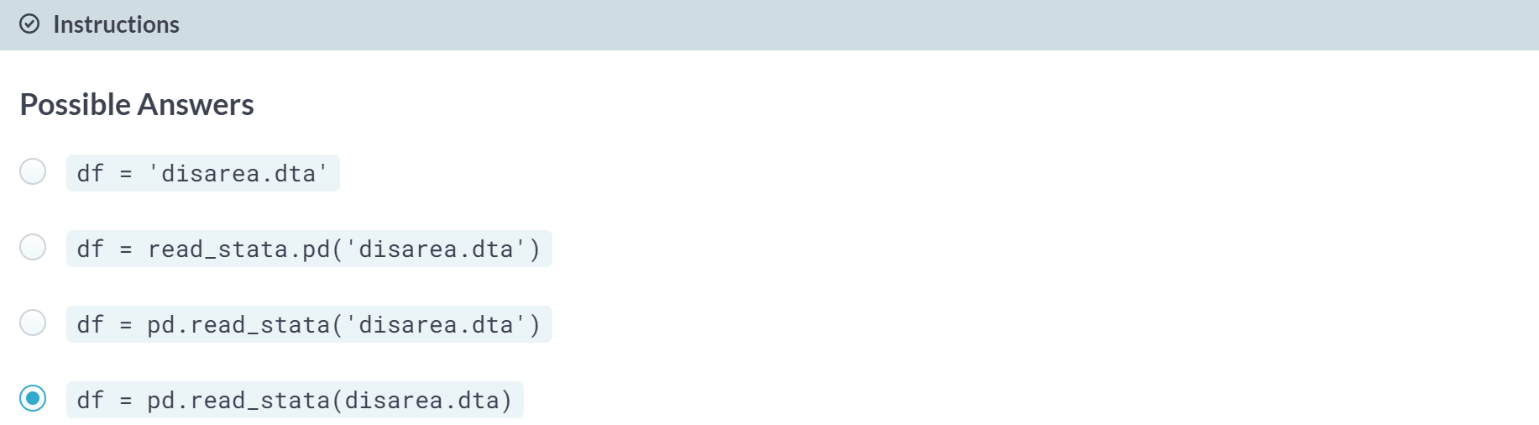 Instructions
Possible Answers
df = 'disarea.dta'
df = read_stata.pd('disarea.dta')
df = pd.read_stata('disarea.dta')
df = pd.read_stata(disarea.dta)